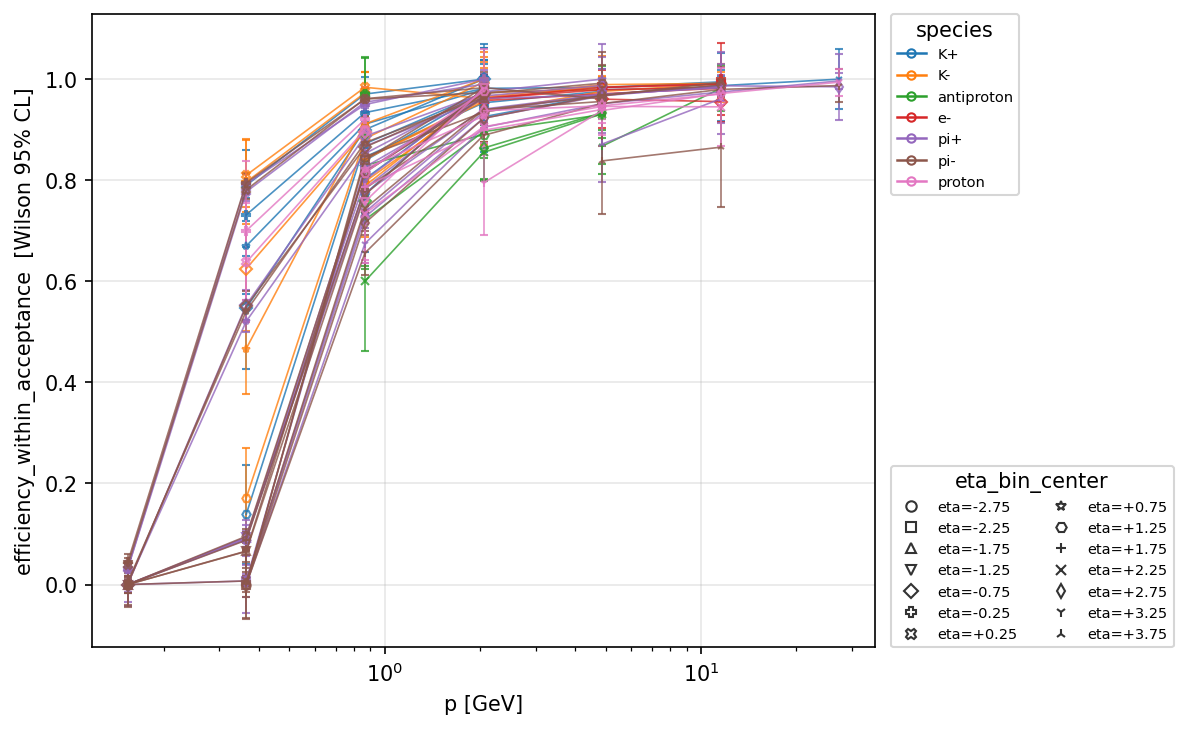 efficiency_within_acceptance [Wilson 95% CL]
1.0
0.8
0.6
0.4
0.2
0.0
10⁰
10¹
p [GeV]
species
K+
K-
antiproton
e-
pi+
pi-
proton
eta_bin_center
eta=-2.75
eta=-2.25
eta=-1.75
eta=-1.25
eta=-0.75
eta=-0.25
eta=+0.25
eta=+0.75
eta=+1.25
eta=+1.75
eta=+2.25
eta=+2.75
eta=+3.25
eta=+3.75